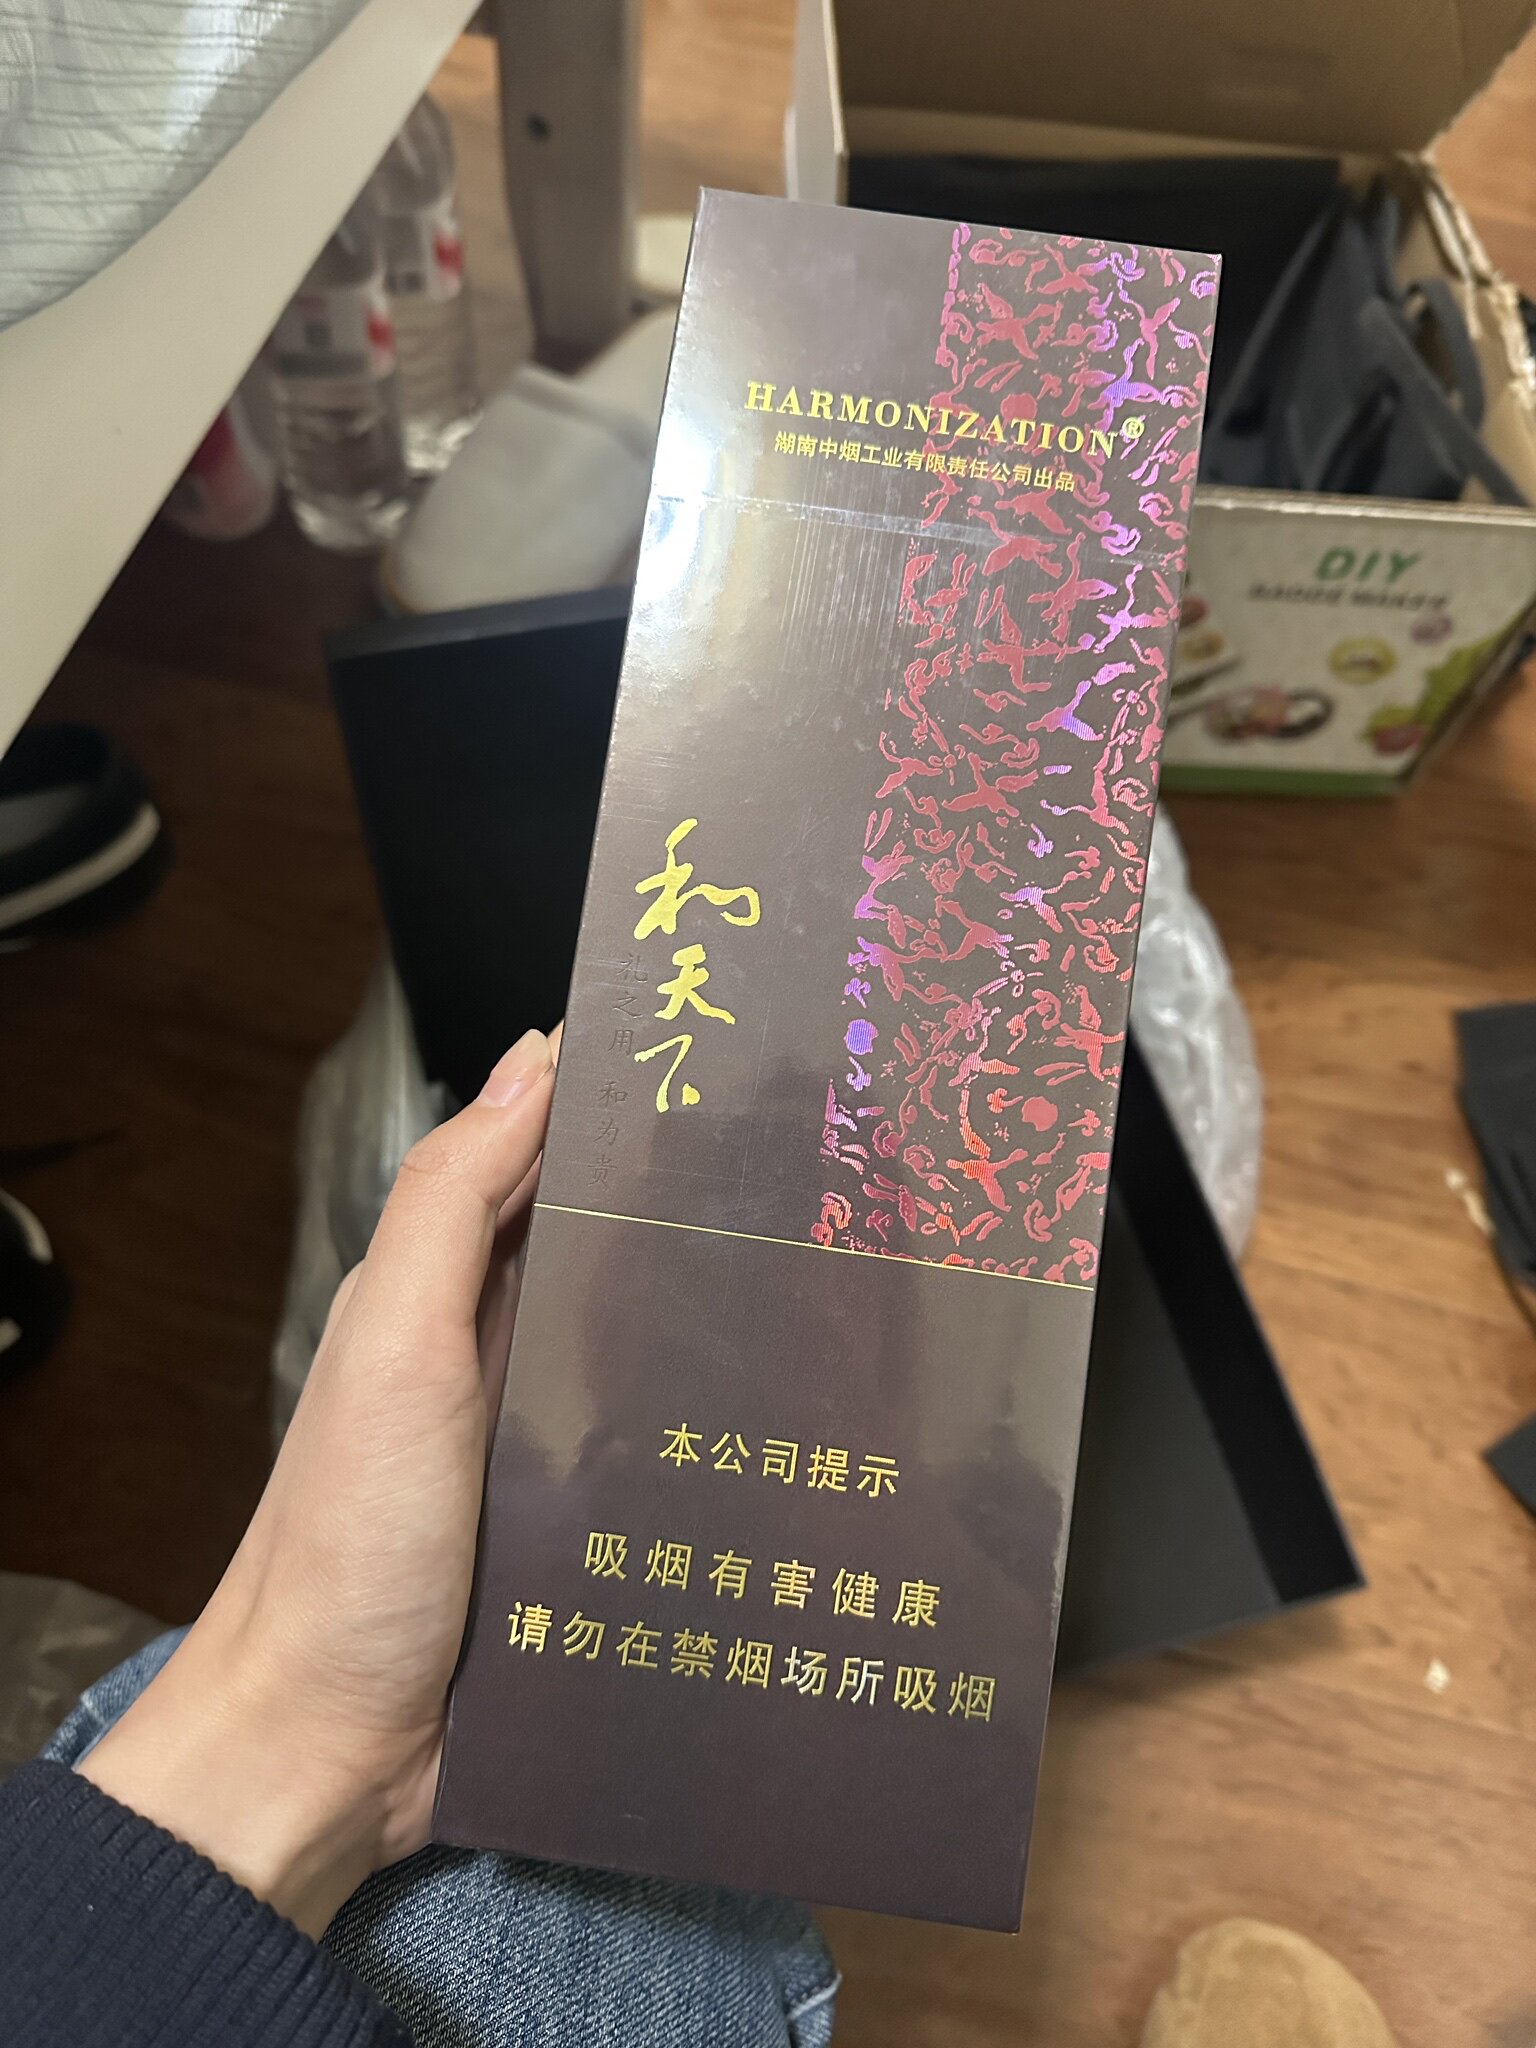 HARMONIZATION®
湖南中烟工业有限责任公司出品
和天下
礼之用 和为贵
本公司提示
吸烟有害健康
请勿在禁烟场所吸烟
DIY